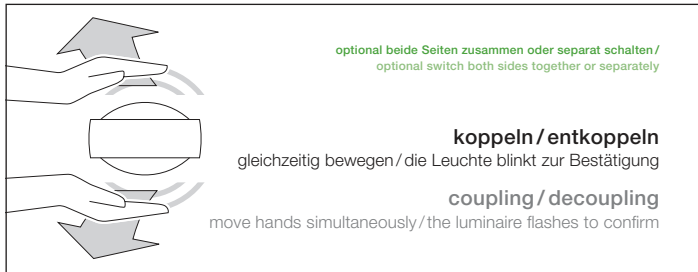 optional beide Seiten zusammen oder separat schalten/
optional switch both sides together or separately
koppeln/entkoppeln
gleichzeitig bewegen/die Leuchte blinkt zur Bestätigung
coupling/decoupling
move hands simultaneously/the luminaire flashes to confirm